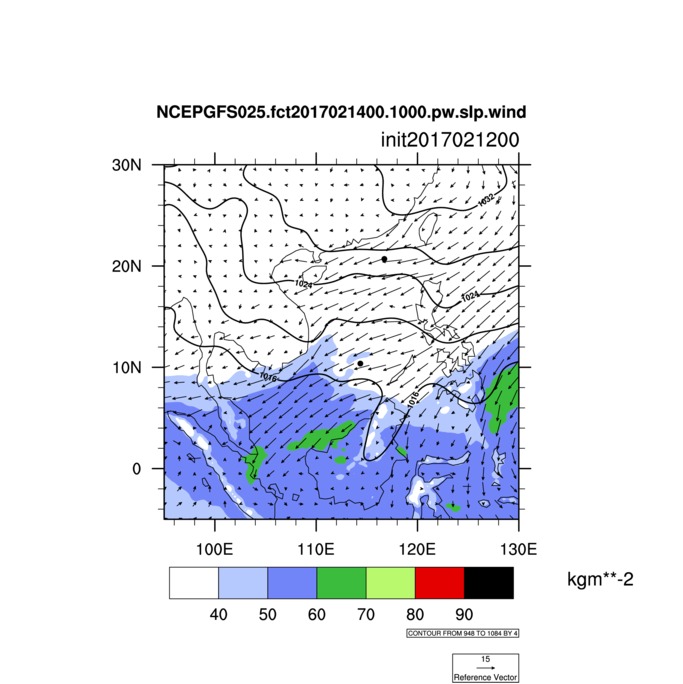 NCEPGFS025.fct2017021400.1000.pw.slp.wind
init2017021200
30N
1032
20N
1024
1024
10N
1016
1016
0
100E 110E 120E 130E
kgm**-2
40 50 60 70 80 90
CONTOUR FROM 948 TO 1084 BY 4
15
Reference Vector